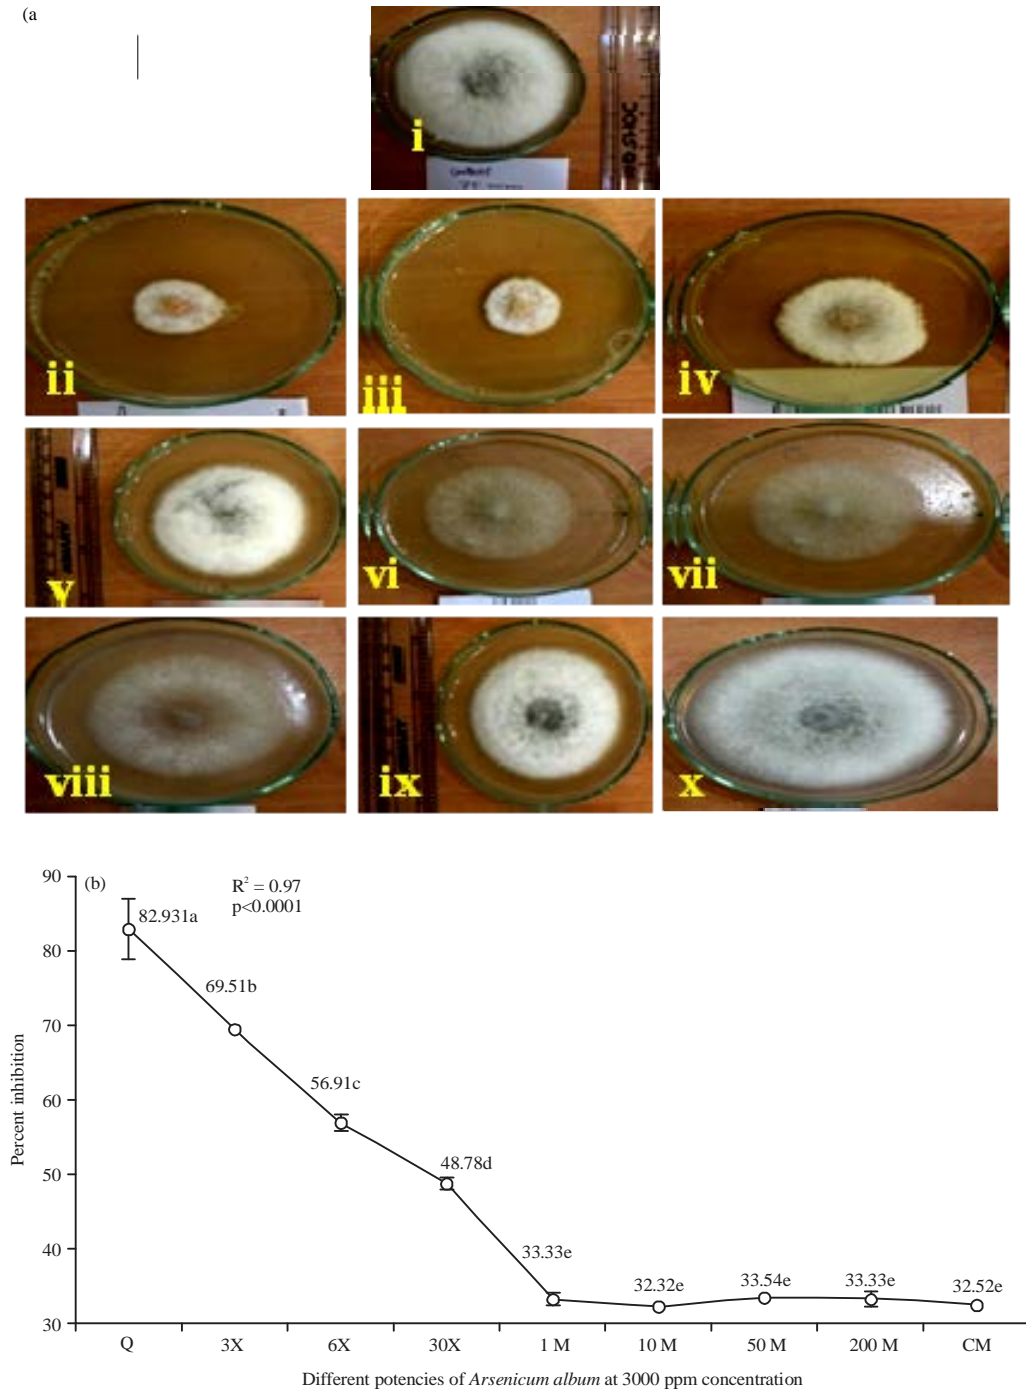 (a
i
ii
iii
iv
v
vi
vii
viii
ix
x
(b)
R² = 0.97
p<0.0001
90
80
70
60
50
40
30
Percent inhibition
82.931a
69.51b
56.91c
48.78d
33.33e
32.32e
33.54e
33.33e
32.52e
Q
3X
6X
30X
1 M
10 M
50 M
200 M
CM
Different potencies of Arsenicum album at 3000 ppm concentration